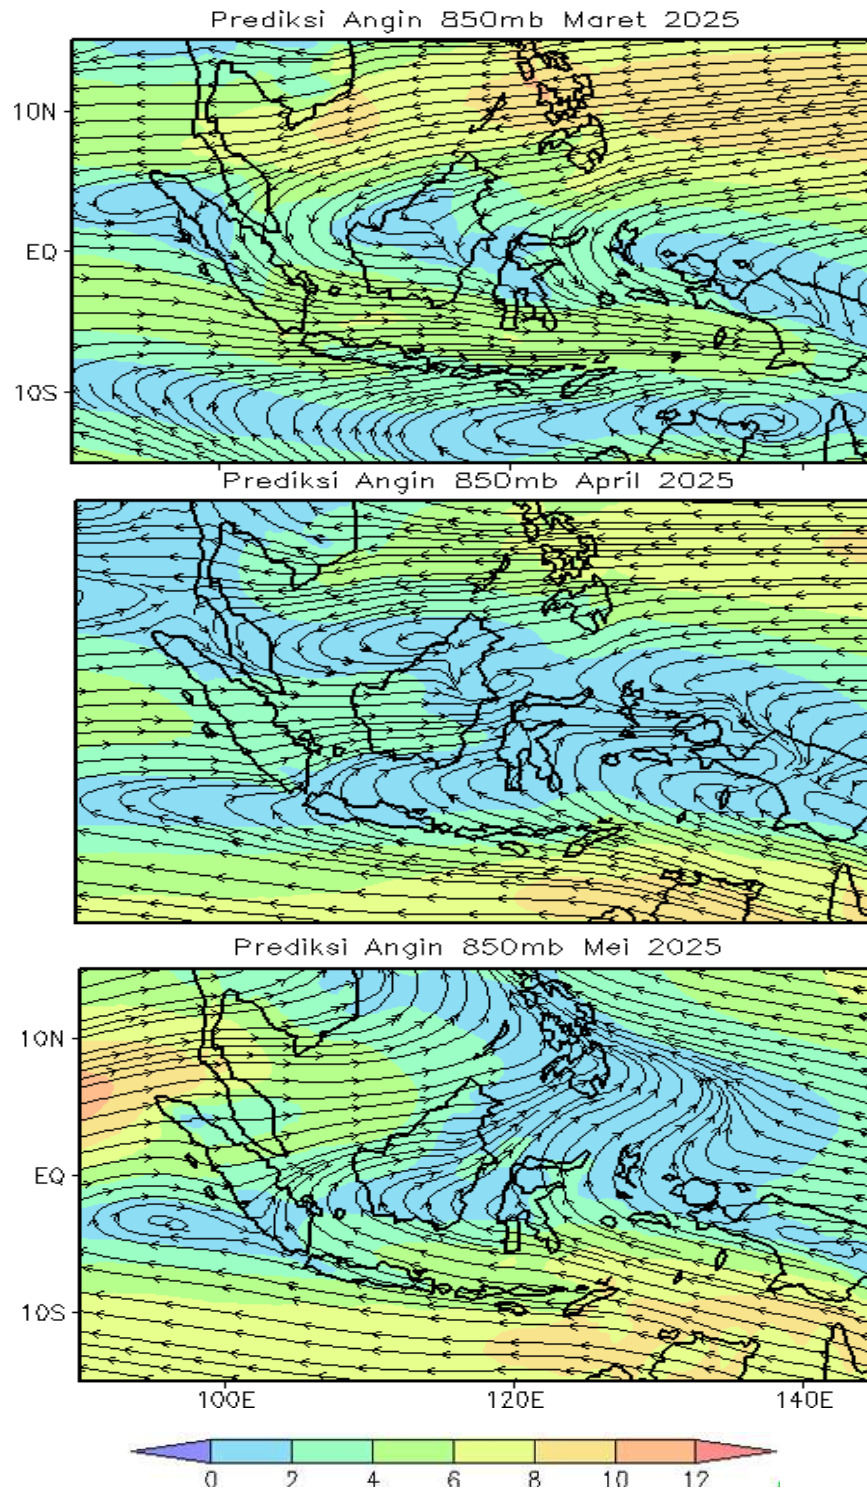 Prediksi Angin 850mb Maret 2025
10N
EQ
10S
Prediksi Angin 850mb April 2025
Prediksi Angin 850mb Mei 2025
10N
EQ
10S
100E 120E 140E
0 2 4 6 8 10 12